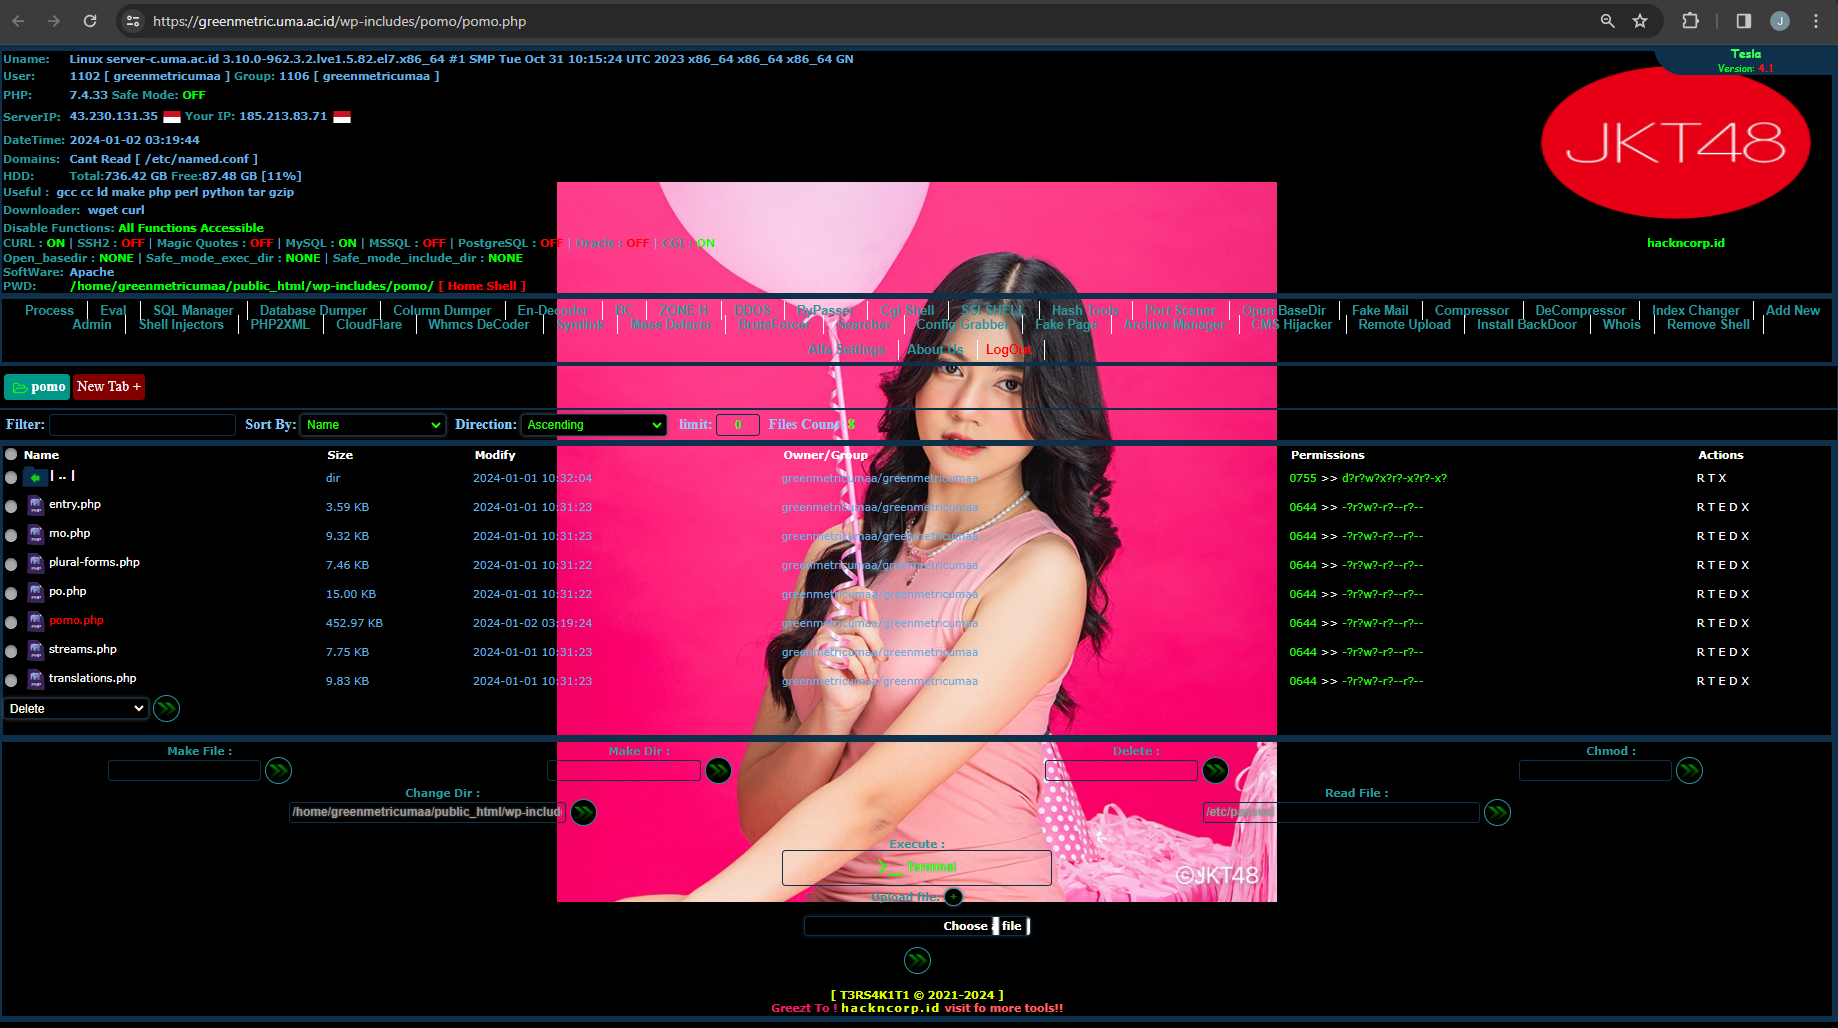 https://greenmetric.uma.ac.id/wp-includes/pomo/pomo.php
Uname: Linux server-c.uma.ac.id 3.10.0-962.3.2.lve1.5.82.el7.x86_64 #1 SMP Tue Oct 31 10:15:24 UTC 2023 x86_64 x86_64 x86_64 GN
User: 1102 [ greenmetricumaa ] Group: 1106 [ greenmetricumaa ]
PHP: 7.4.33 Safe Mode: OFF
ServerIP: 43.230.131.35 Your IP: 185.213.83.71
DateTime: 2024-01-02 03:19:44
Domains: Cant Read [ /etc/named.conf ]
HDD: Total:736.42 GB Free:87.48 GB [11%]
Useful : gcc cc ld make php perl python tar gzip
Downloader: wget curl
Disable Functions: All Functions Accessible
CURL : ON | SSH2 : OFF | Magic Quotes : OFF | MySQL : ON | MSSQL : OFF | PostgreSQL : OFF | Oracle : OFF | CGI : ON
Open_basedir : NONE | Safe_mode_exec_dir : NONE | Safe_mode_include_dir : NONE
SoftWare: Apache
PWD: /home/greenmetricumaa/public_html/wp-includes/pomo/ [ Home Shell ]
Tesla
Version: 4.1
JKT48
hackncorp.id
Process Eval SQL Manager Database Dumper Column Dumper En-Decoder BC ZONE-H DDOS ByPasser Cgi Shell SSI SHELL Hash Tools Port Scaner Open BaseDir Fake Mail Compressor DeCompressor Index Changer Add New
Admin Shell Injectors PHP2XML CloudFlare Whmcs DeCoder Symlink Mass Defacer BruteForcer Searcher Config Grabber Fake Page Archive Manager CMS Hijacker Remote Upload Install BackDoor Whois Remove Shell
Alfa Settings About Us LogOut
pomo New Tab +
Filter: Sort By: Name Direction: Ascending limit: 0 Files Count: 8
Name Size Modify Owner/Group Permissions Actions
| .. | dir 2024-01-01 10:32:04 greenmetricumaa/greenmetricumaa 0755 >> d?r?w?x?r?-x?r?-x? R T X
entry.php 3.59 KB 2024-01-01 10:31:23 greenmetricumaa/greenmetricumaa 0644 >> -?r?w?-r?--r?-- R T E D X
mo.php 9.32 KB 2024-01-01 10:31:23 greenmetricumaa/greenmetricumaa 0644 >> -?r?w?-r?--r?-- R T E D X
plural-forms.php 7.46 KB 2024-01-01 10:31:22 greenmetricumaa/greenmetricumaa 0644 >> -?r?w?-r?--r?-- R T E D X
po.php 15.00 KB 2024-01-01 10:31:22 greenmetricumaa/greenmetricumaa 0644 >> -?r?w?-r?--r?-- R T E D X
pomo.php 452.97 KB 2024-01-02 03:19:24 greenmetricumaa/greenmetricumaa 0644 >> -?r?w?-r?--r?-- R T E D X
streams.php 7.75 KB 2024-01-01 10:31:23 greenmetricumaa/greenmetricumaa 0644 >> -?r?w?-r?--r?-- R T E D X
translations.php 9.83 KB 2024-01-01 10:31:23 greenmetricumaa/greenmetricumaa 0644 >> -?r?w?-r?--r?-- R T E D X
Delete
Make File : Make Dir : Delete : Chmod :
Change Dir : Read File :
/home/greenmetricumaa/public_html/wp-includ /etc/passwd
Execute :
Terminal
©JKT48
Upload file: +
Choose a file
[ T3RS4K1T1 © 2021-2024 ]
Greezt To ! hackncorp.id visit fo more tools!!